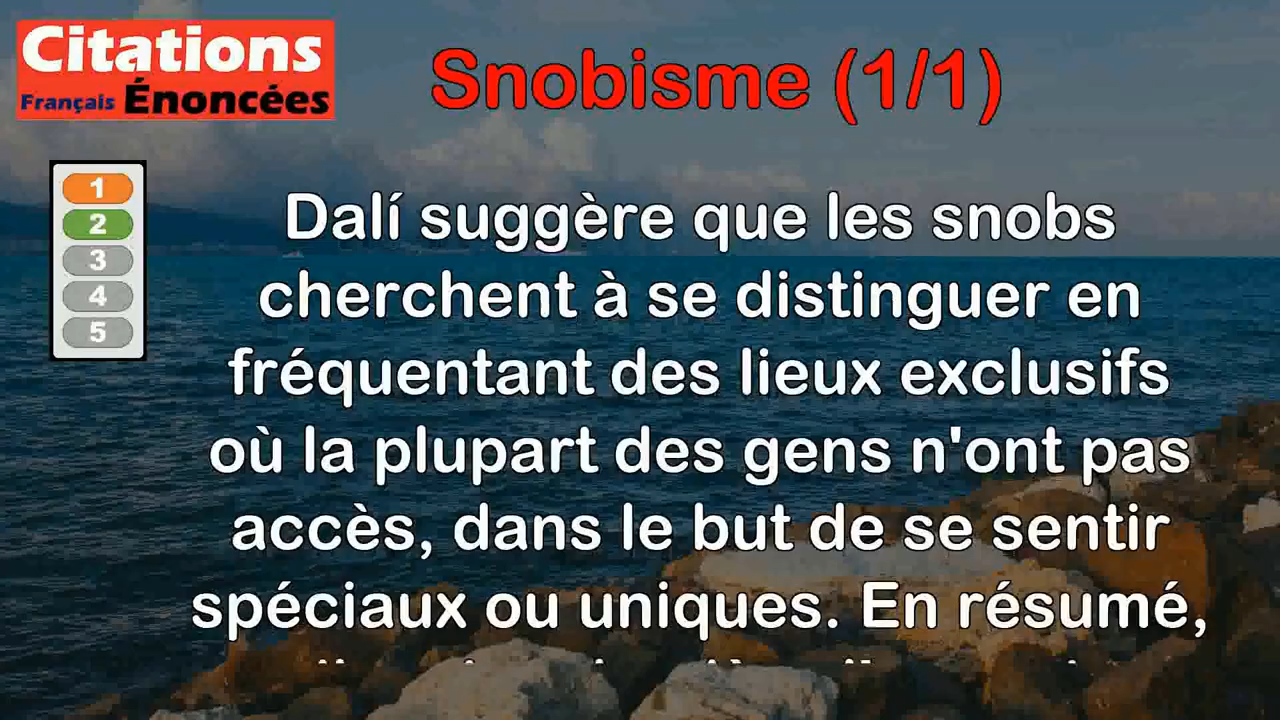 Citations
Français Énoncées
Snobisme (1/1)
1
2
3
4
5
Dalí suggère que les snobs
cherchent à se distinguer en
fréquentant des lieux exclusifs
où la plupart des gens n'ont pas
accès, dans le but de se sentir
spéciaux ou uniques. En résumé,